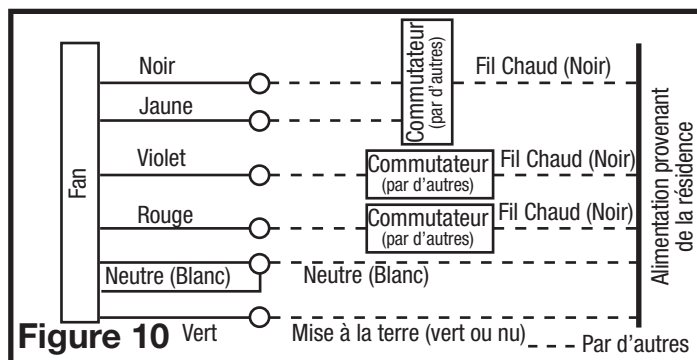 Fan
Noir
Jaune
Violet
Rouge
Neutre (Blanc)
Vert
Commutateur
(par d'autres)
Fil Chaud (Noir)
Commutateur
(par d'autres)
Fil Chaud (Noir)
Commutateur
(par d'autres)
Fil Chaud (Noir)
Neutre (Blanc)
Mise à la terre (vert ou nu)
Alimentation provenant
de la résidence
Figure 10
Par d'autres